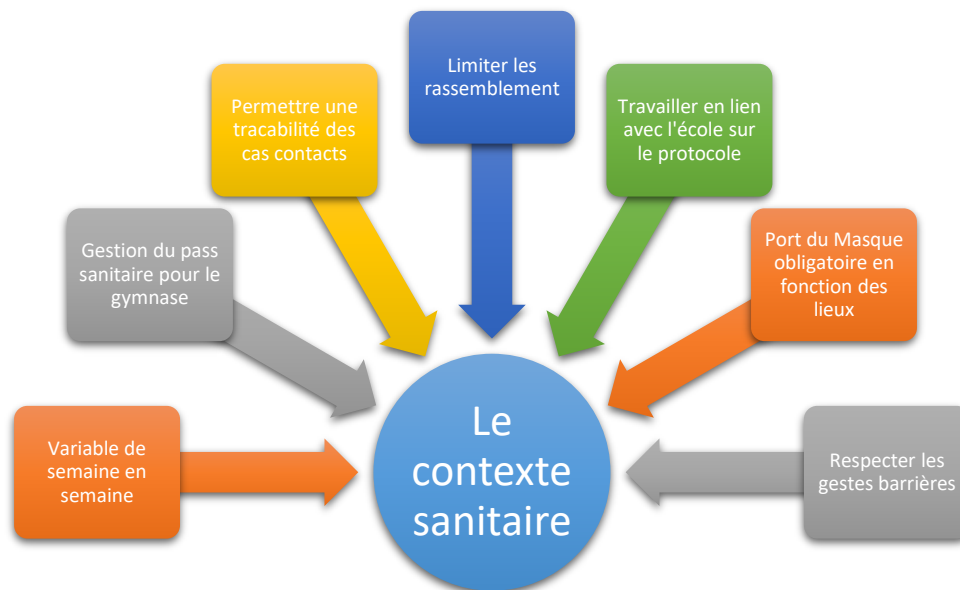 Variable de
semaine en
semaine
Gestion du pass
sanitaire pour le
gymnase
Permettre une
tracabilité des
cas contacts
Limiter les
rassemblement
Travailler en lien
avec l'école sur
le protocole
Port du Masque
obligatoire en
fonction des
lieux
Respecter les
gestes barrières
Le
contexte
sanitaire